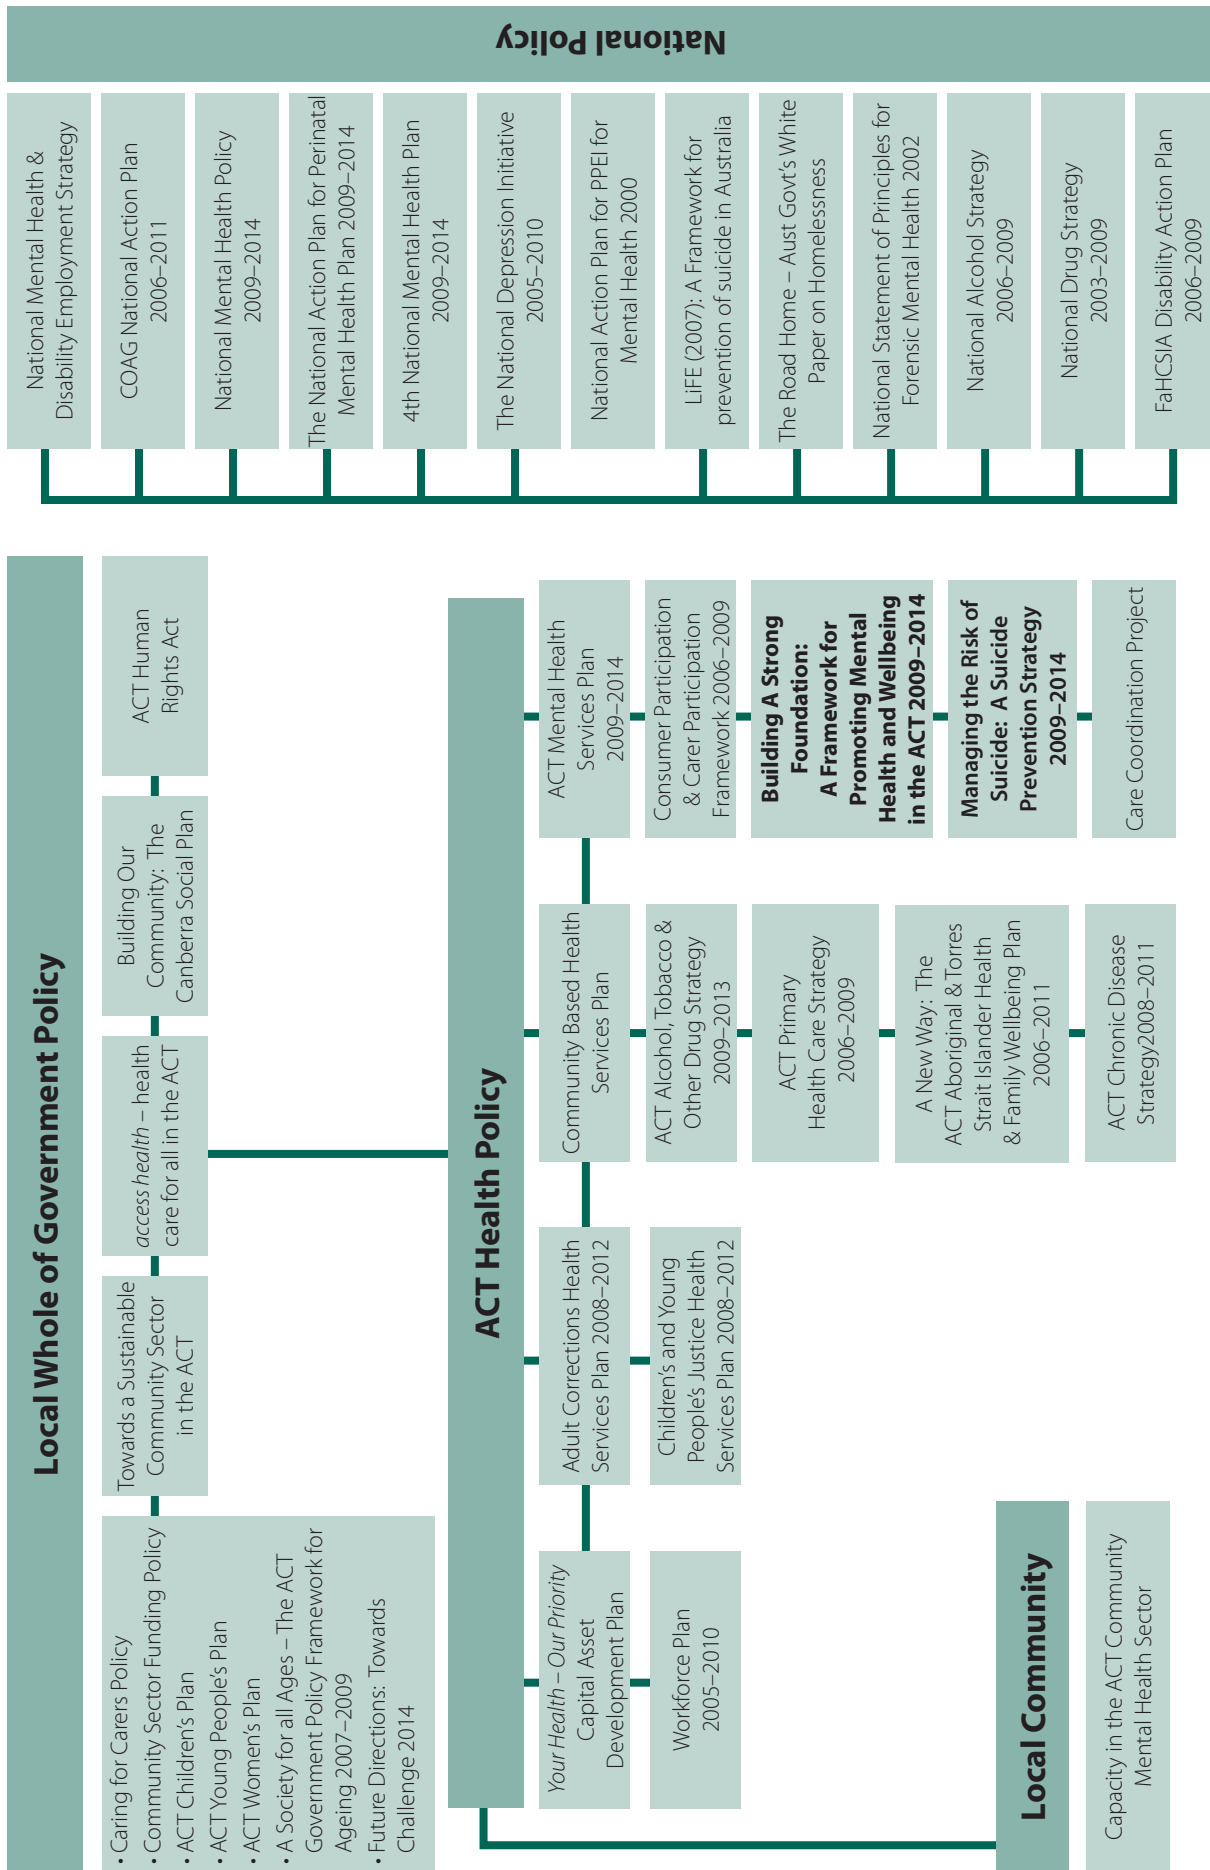 Local Whole of Government Policy
• Caring for Carers Policy
• Community Sector Funding Policy
• ACT Children's Plan
• ACT Young People's Plan
• ACT Women's Plan
• A Society for all Ages – The ACT
Government Policy Framework for
Ageing 2007–2009
• Future Directions: Towards
Challenge 2014
Towards a Sustainable
Community Sector
in the ACT
access health – health
care for all in the ACT
Building Our
Community: The
Canberra Social Plan
ACT Human
Rights Act
ACT Health Policy
Your Health – Our Priority
Capital Asset
Development Plan
Workforce Plan
2005–2010
Adult Corrections Health
Services Plan 2008–2012
Children's and Young
People's Justice Health
Services Plan 2008–2012
Community Based Health
Services Plan
ACT Alcohol, Tobacco &
Other Drug Strategy
2009–2013
ACT Primary
Health Care Strategy
2006–2009
A New Way: The
ACT Aboriginal & Torres
Strait Islander Health
& Family Wellbeing Plan
2006–2011
ACT Chronic Disease
Strategy2008–2011
ACT Mental Health
Services Plan
2009–2014
Consumer Participation
& Carer Participation
Framework 2006–2009
Building A Strong
Foundation:
A Framework for
Promoting Mental
Health and Wellbeing
in the ACT 2009–2014
Managing the Risk of
Suicide: A Suicide
Prevention Strategy
2009–2014
Care Coordination Project
Local Community
Capacity in the ACT Community
Mental Health Sector
National Policy
National Mental Health &
Disability Employment Strategy
COAG National Action Plan
2006–2011
National Mental Health Policy
2009–2014
The National Action Plan for Perinatal
Mental Health Plan 2009–2014
4th National Mental Health Plan
2009–2014
The National Depression Initiative
2005–2010
National Action Plan for PPEI for
Mental Health 2000
LiFE (2007): A Framework for
prevention of suicide in Australia
The Road Home – Aust Govt's White
Paper on Homelessness
National Statement of Principles for
Forensic Mental Health 2002
National Alcohol Strategy
2006–2009
National Drug Strategy
2003–2009
FaHCSIA Disability Action Plan
2006–2009